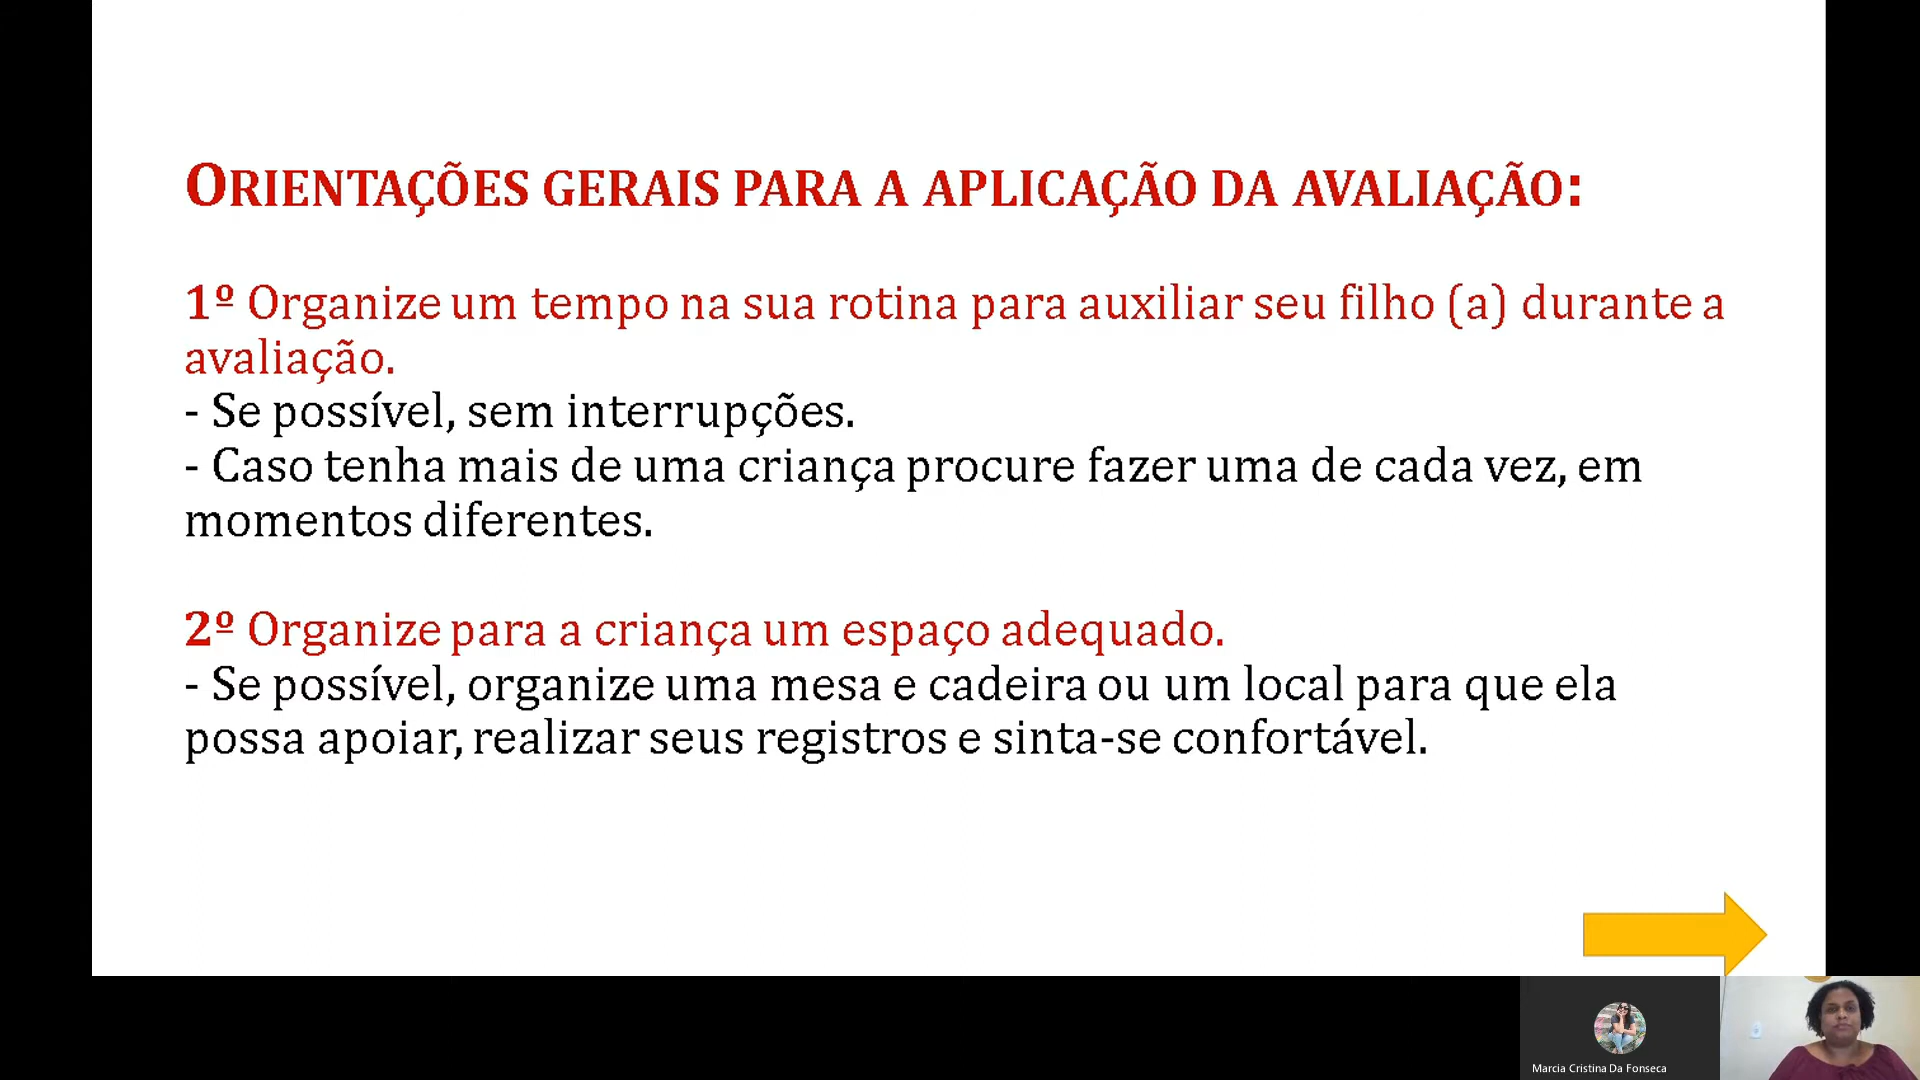 ORIENTAÇÕES GERAIS PARA A APLICAÇÃO DA AVALIAÇÃO:
1º Organize um tempo na sua rotina para auxiliar seu filho (a) durante a
avaliação.
- Se possível, sem interrupções.
- Caso tenha mais de uma criança procure fazer uma de cada vez, em
momentos diferentes.
2º Organize para a criança um espaço adequado.
- Se possível, organize uma mesa e cadeira ou um local para que ela
possa apoiar, realizar seus registros e sinta-se confortável.
Marcia Cristina Da Fonseca